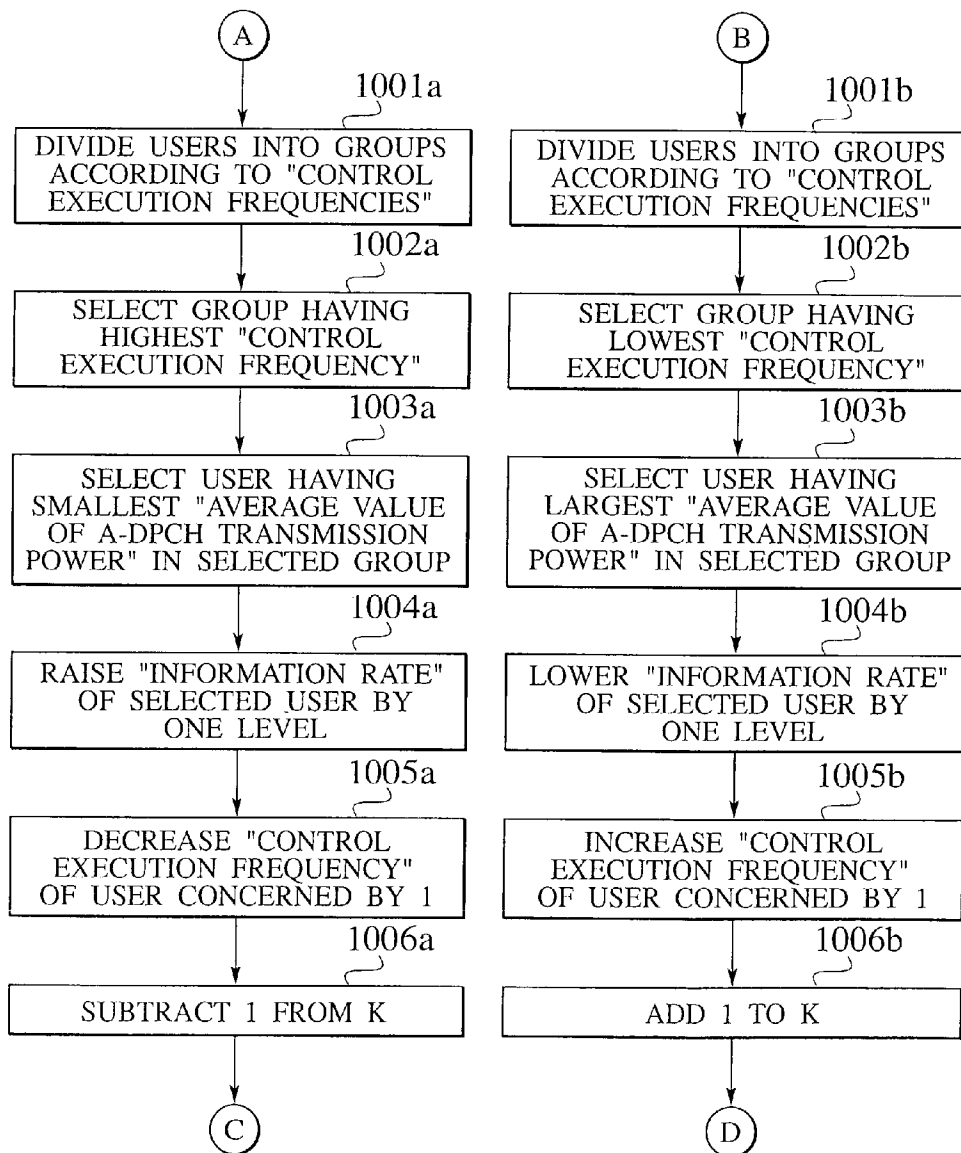 A
1001a
DIVIDE USERS INTO GROUPS
ACCORDING TO "CONTROL
EXECUTION FREQUENCIES"
1002a
SELECT GROUP HAVING
HIGHEST "CONTROL
EXECUTION FREQUENCY"
1003a
SELECT USER HAVING
SMALLEST "AVERAGE VALUE
OF A-DPCH TRANSMISSION
POWER" IN SELECTED GROUP
1004a
RAISE "INFORMATION RATE"
OF SELECTED USER BY
ONE LEVEL
1005a
DECREASE "CONTROL
EXECUTION FREQUENCY"
OF USER CONCERNED BY 1
1006a
SUBTRACT 1 FROM K
C
B
1001b
DIVIDE USERS INTO GROUPS
ACCORDING TO "CONTROL
EXECUTION FREQUENCIES"
1002b
SELECT GROUP HAVING
LOWEST "CONTROL
EXECUTION FREQUENCY"
1003b
SELECT USER HAVING
LARGEST "AVERAGE VALUE
OF A-DPCH TRANSMISSION
POWER" IN SELECTED GROUP
1004b
LOWER "INFORMATION RATE"
OF SELECTED USER BY
ONE LEVEL
1005b
INCREASE "CONTROL
EXECUTION FREQUENCY"
OF USER CONCERNED BY 1
1006b
ADD 1 TO K
D